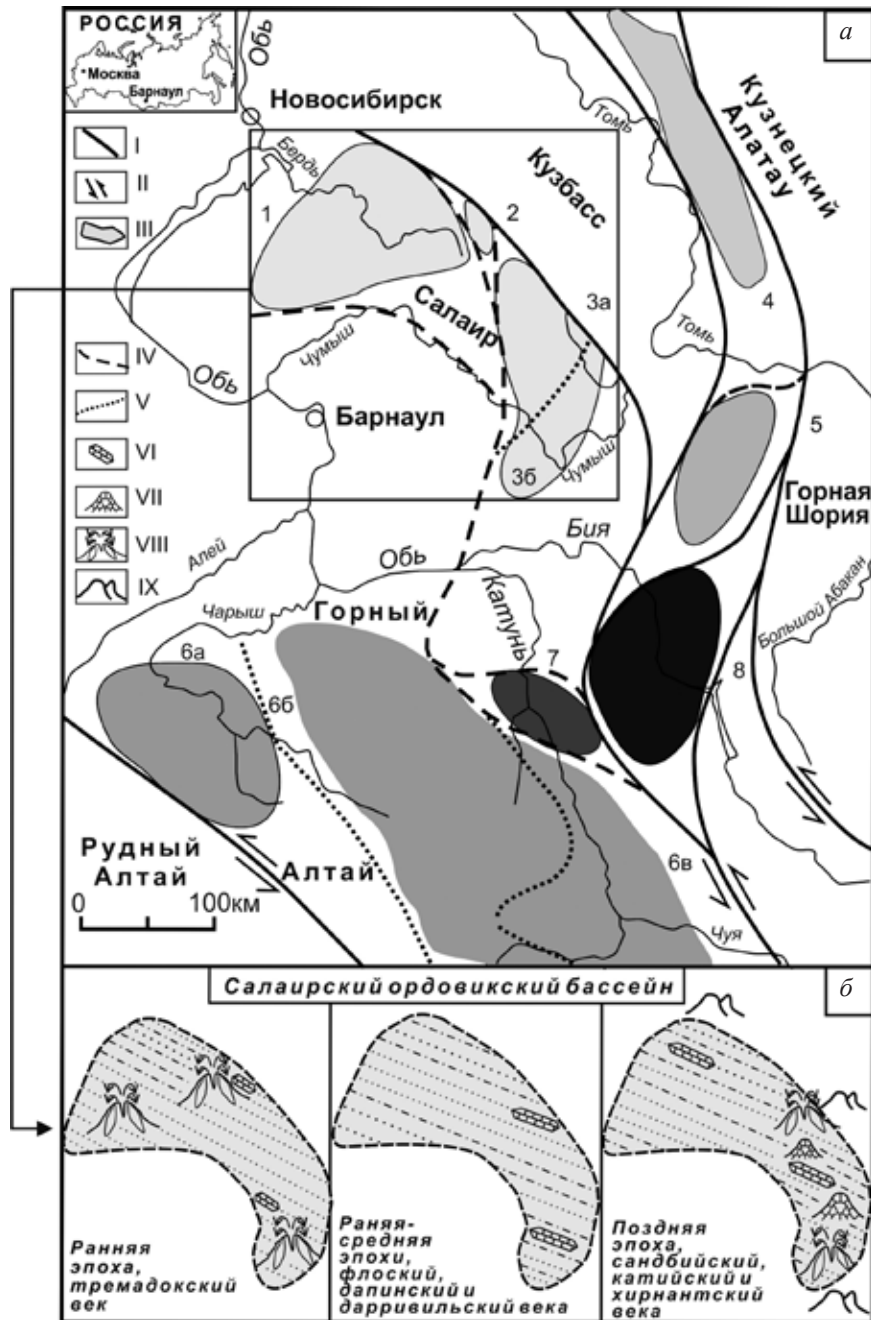 РОССИЯ
Москва
Барнаул
а
Обь
Новосибирск
Бердь
Томь
Кузнецкий
Алатау
Кузбасс
I
II
III
IV
V
VI
VII
VIII
IX
1
2
3а
Салаир
4
Томь
Чумыш
Обь
Барнаул
3б
Чумыш
5
Горная
Шория
Бия
Алей
Обь
Чарыш
Горный
Катунь
Большой Абакан
6а
6б
7
8
Рудный
Алтай
Алтай
6в
0 100км
Чуя
Салаирский ордовикский бассейн
б
Ранняя
эпоха,
тремадокский
век
Раняя-
средняя
эпохи,
флоский,
дапинский и
дарривильский века
Поздняя
эпоха,
сандбийский,
катийский и
хирнантский
века